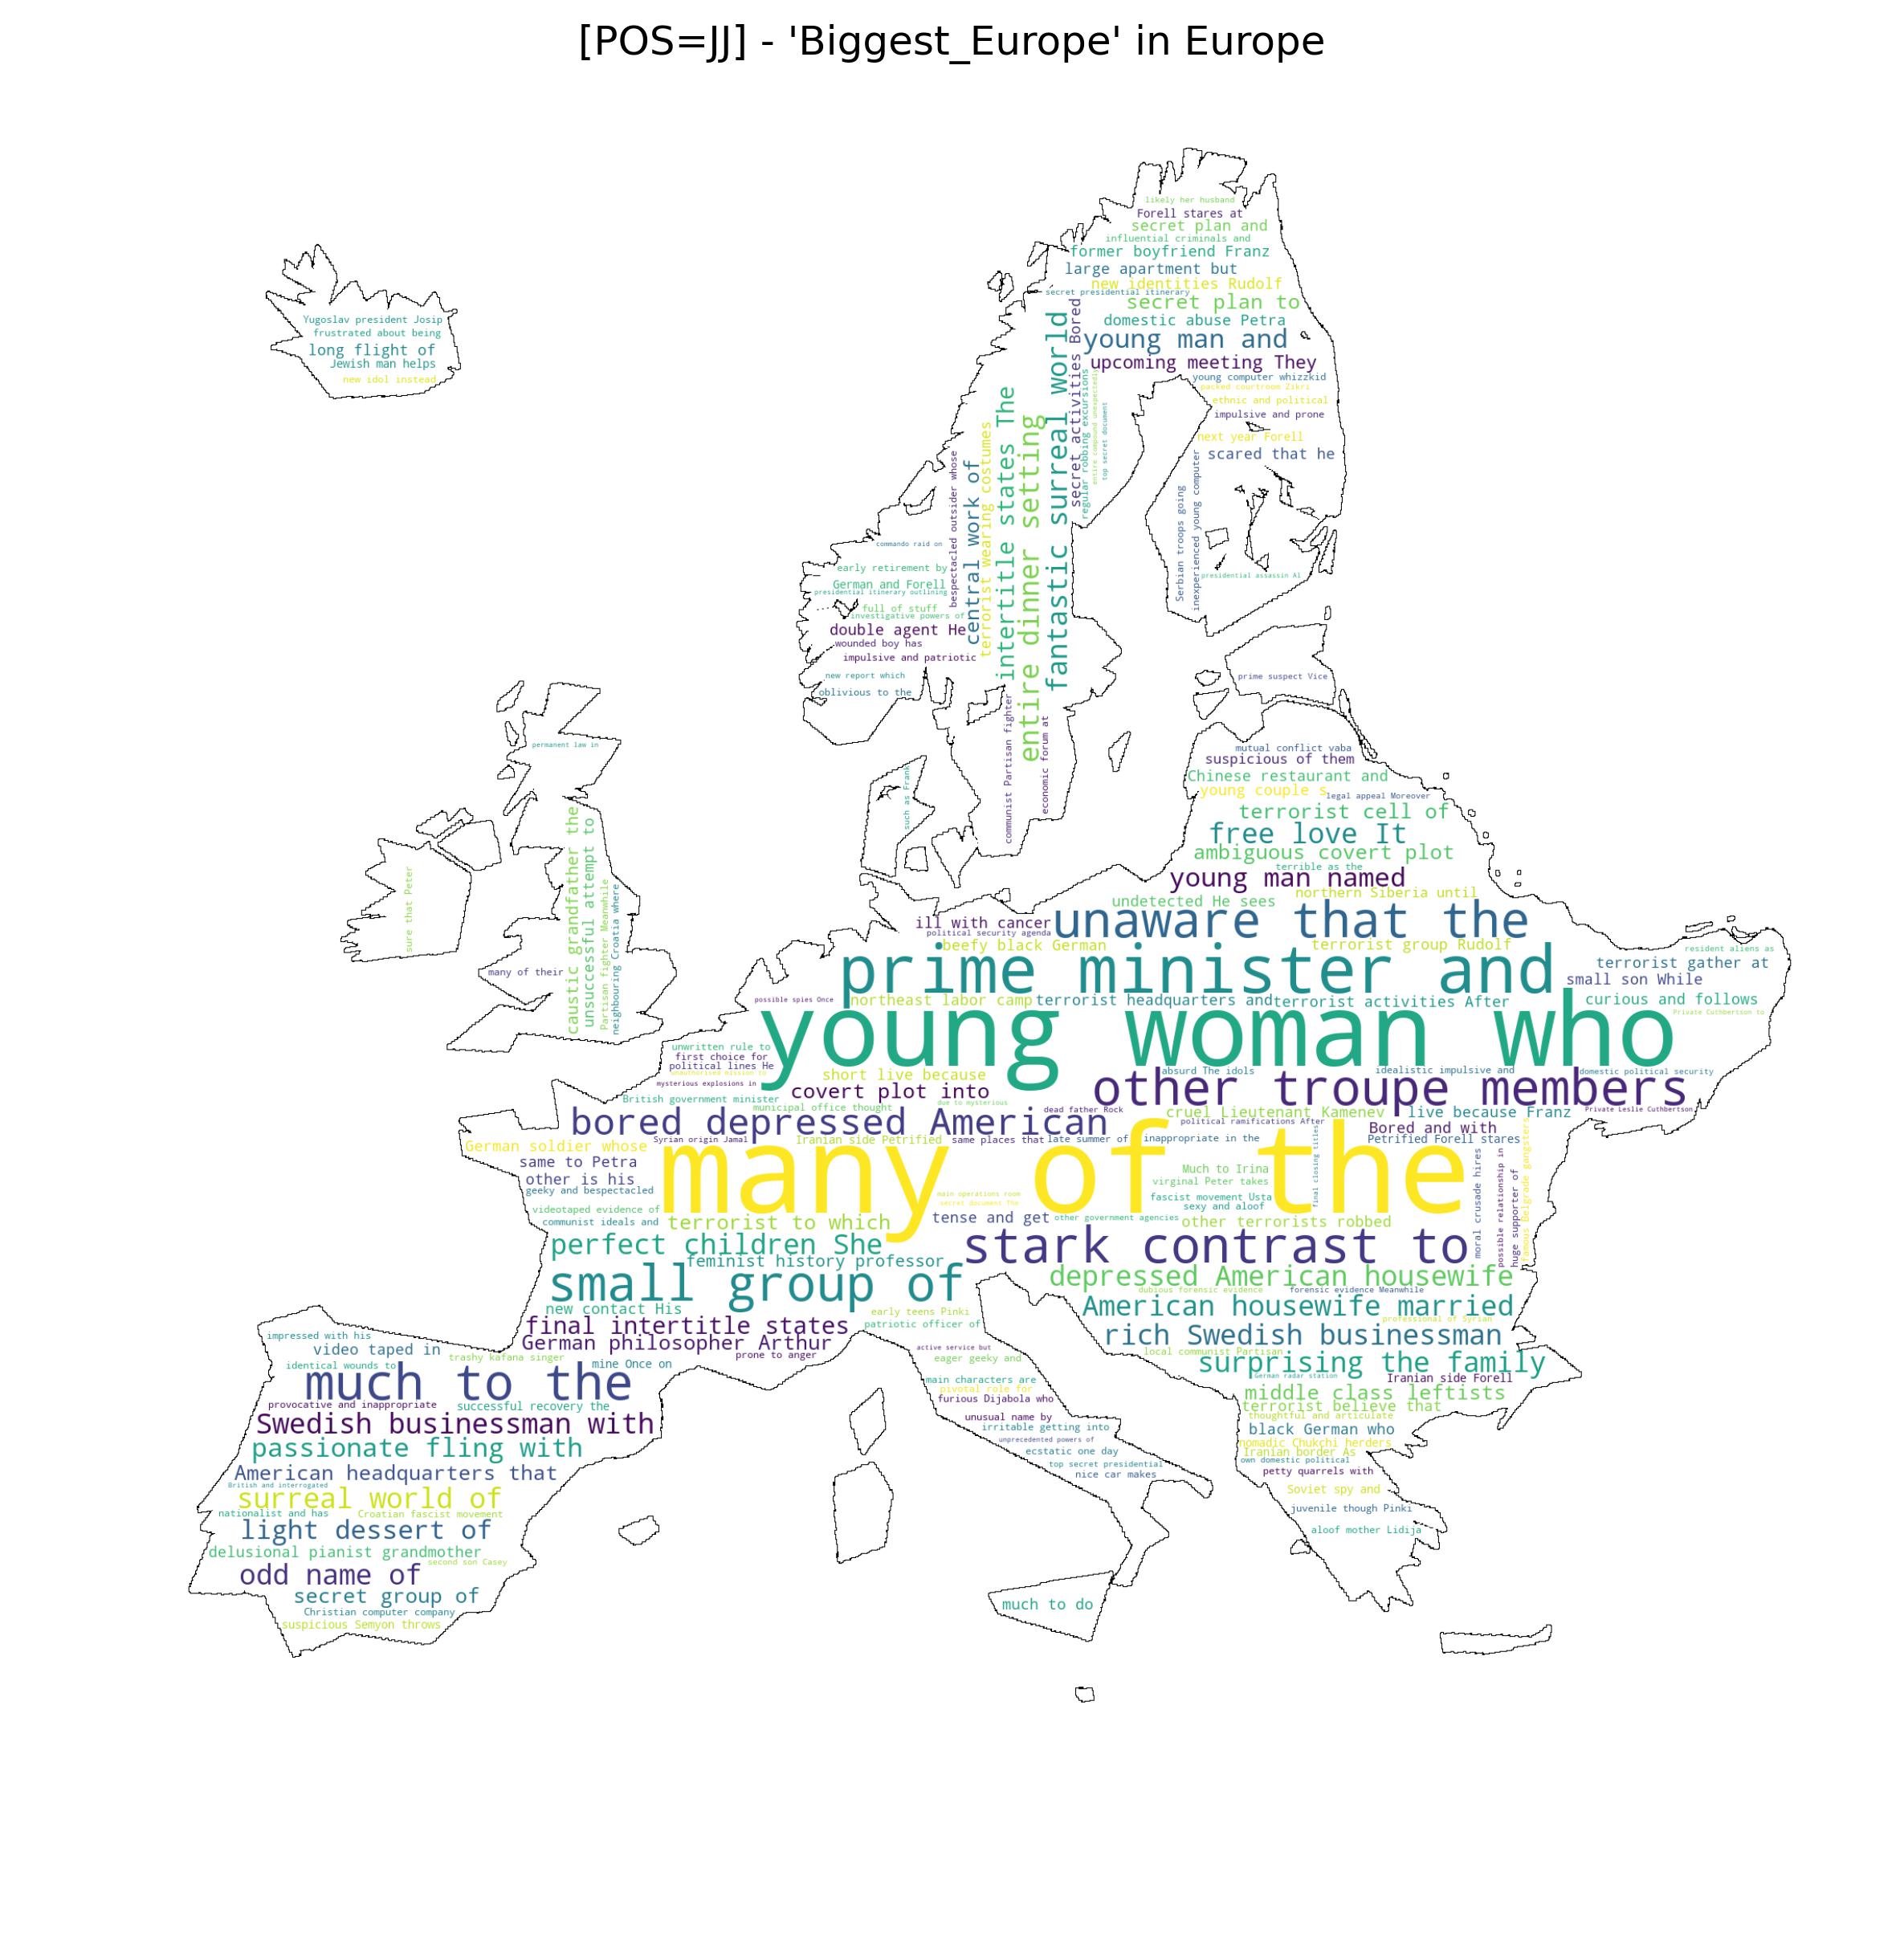 [POS=JJ] - 'Biggest_Europe' in Europe
likely her husband
Forell stares at
secret plan and
influential criminals and
former boyfriend Franz
large apartment but
new identities Rudolf
secret presidential itinerary
secret plan to
domestic abuse Petra
young man and
upcoming meeting They
young computer whizzkid
packed courtroom Zikri
ethnic and political
impulsive and prone
next year Forell
scared that he
Yugoslav president Josip
frustrated about being
long flight of
Jewish man helps
new idol instead
secret activities Bored
fantastic surreal world
regular robbing excursions
entire compound unexpectedly
top secret document
entire dinner setting
intertitle states The
terrorist wearing costumes
central work of
bespectacled outsider whose
Serbian troops going
inexperienced young computer
presidential assassin Al
commando raid on
early retirement by
German and Forell
presidential itinerary outlining
full of stuff
investigative powers of
double agent He
wounded boy has
impulsive and patriotic
new report which
oblivious to the
communist Partisan fighter
economic forum at
prime suspect Vice
permanent law in
such as Frank
caustic grandfather the
unsuccessful attempt to
Partisan fighter Meanwhile
neighbouring Croatia where
sure that Peter
many of their
mutual conflict vaba
suspicious of them
Chinese restaurant and
young couple s
legal appeal Moreover
terrorist cell of
free love It
ambiguous covert plot
terrible as the
young man named
northern Siberia until
undetected He sees
ill with cancer
unaware that the
political security agenda
beefy black German
terrorist group Rudolf
resident aliens as
terrorist gather at
small son While
prime minister and
possible spies Once
northeast labor camp
terrorist headquarters and
terrorist activities After
curious and follows
Private Cuthbertson to
young woman who
unwritten rule to
first choice for
political lines He
unauthorised mission to
mysterious explosions in
short live because
absurd The idols
idealistic impulsive and
domestic political security
covert plot into
other troupe members
British government minister
municipal office thought
due to mysterious
dead father Rock
cruel Lieutenant Kamenev
live because Franz
Private Leslie Cuthbertson
bored depressed American
political ramifications After
Bored and with
German soldier whose
Syrian origin Jamal
Iranian side Petrified
same places that
late summer of
inappropriate in the
Petrified Forell stares
many of the
same to Petra
other is his
geeky and bespectacled
Much to Irina
virginal Peter takes
main operations room
secret document The
fascist movement Usta
sexy and aloof
final closing titles
moral crusade hires
possible relationship in
huge supporter of
famous Belgrade gangsters
videotaped evidence of
communist ideals and
terrorist to which
tense and get
other government agencies
other terrorists robbed
perfect children She
stark contrast to
feminist history professor
small group of
depressed American housewife
dubious forensic evidence
forensic evidence Meanwhile
new contact His
early teens Pinki
American housewife married
professional of Syrian
final intertitle states
patriotic officer of
rich Swedish businessman
German philosopher Arthur
impressed with his
video taped in
trashy kafana singer
prone to anger
active service but
local communist Partisan
identical wounds to
mine Once on
eager geeky and
surprising the family
much to the
main characters are
German radar station
Iranian side Forell
pivotal role for
middle class leftists
provocative and inappropriate
successful recovery the
furious Dijabola who
terrorist believe that
Swedish businessman with
unusual name by
thoughtful and articulate
irritable getting into
black German who
passionate fling with
unprecedented powers of
nomadic Chukchi herders
ecstatic one day
Iranian border As
own domestic political
American headquarters that
top secret presidential
nice car makes
petty quarrels with
British and interrogated
surreal world of
Soviet spy and
nationalist and has
Croatian fascist movement
juvenile though Pinki
light dessert of
aloof mother Lidija
delusional pianist grandmother
second son Casey
odd name of
secret group of
much to do
Christian computer company
suspicious Semyon throws